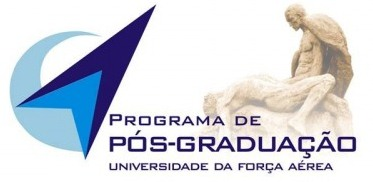 PROGRAMA DE
PÓS-GRADUAÇÃO
UNIVERSIDADE DA FORÇA AÉREA